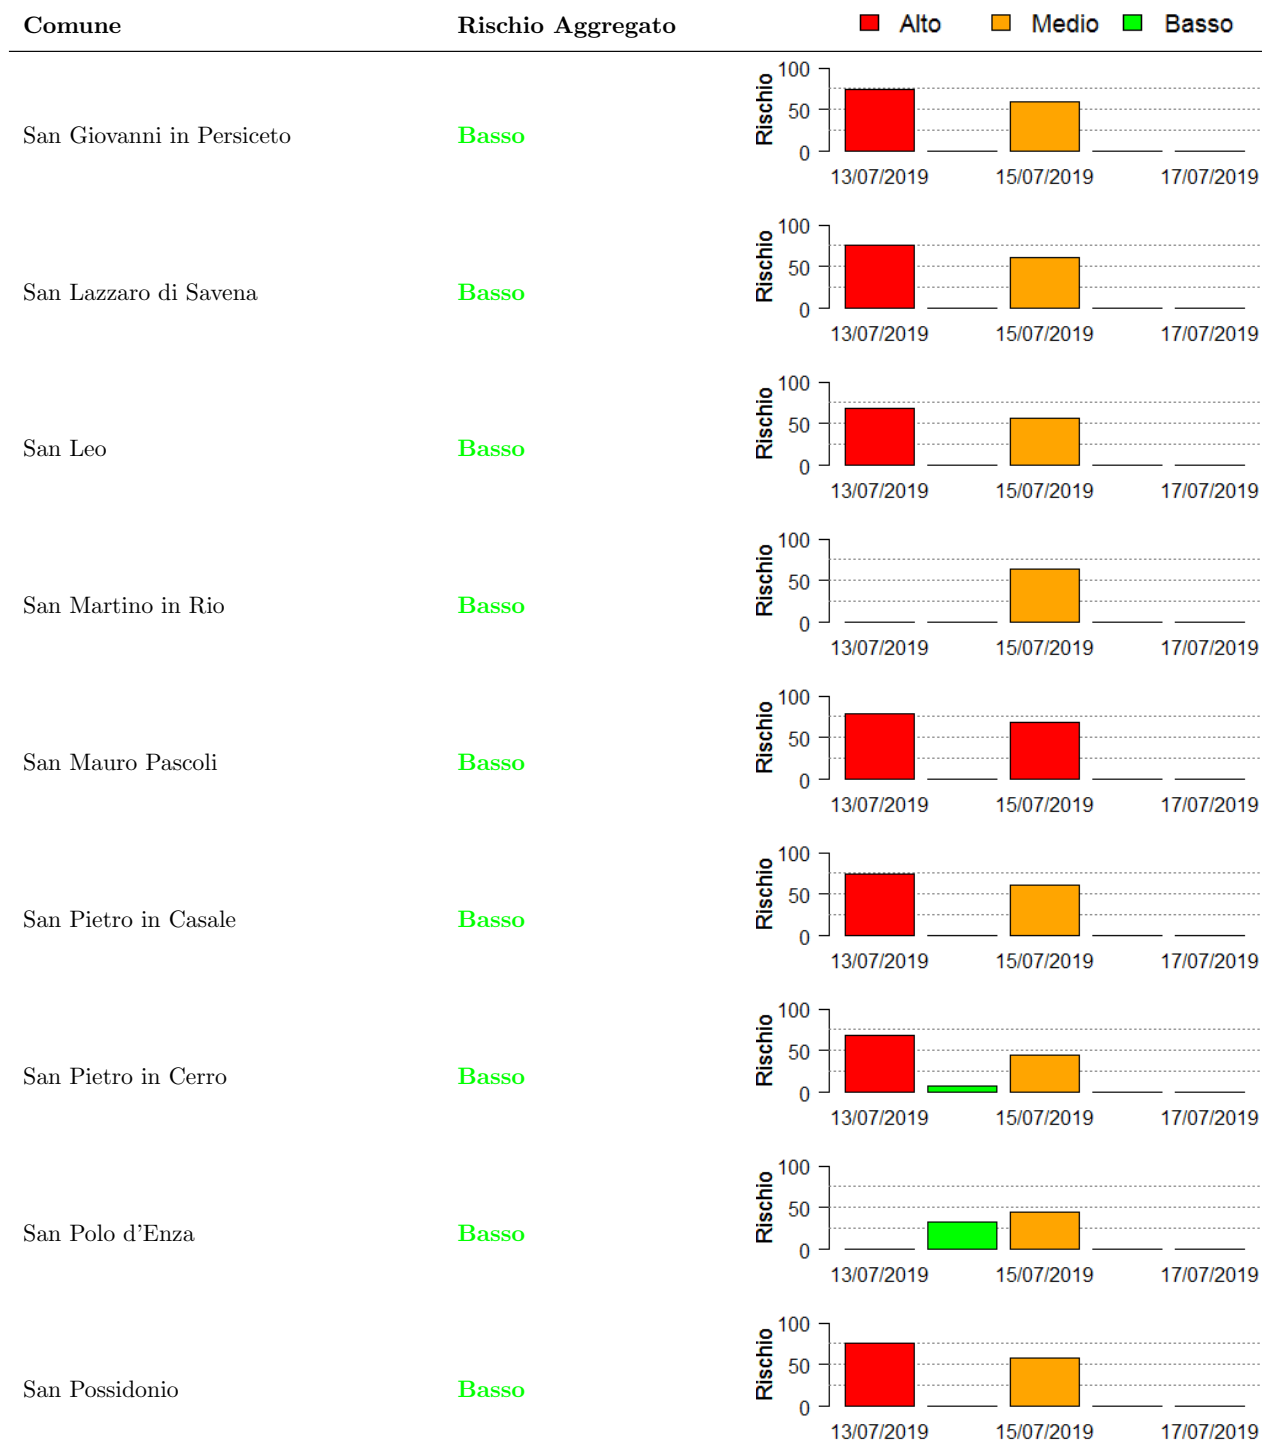 Comune Rischio Aggregato Alto Medio Basso
San Giovanni in Persiceto Basso Rischio 100 50 0
13/07/2019 15/07/2019 17/07/2019
San Lazzaro di Savena Basso Rischio 100 50 0
13/07/2019 15/07/2019 17/07/2019
San Leo Basso Rischio 100 50 0
13/07/2019 15/07/2019 17/07/2019
San Martino in Rio Basso Rischio 100 50 0
13/07/2019 15/07/2019 17/07/2019
San Mauro Pascoli Basso Rischio 100 50 0
13/07/2019 15/07/2019 17/07/2019
San Pietro in Casale Basso Rischio 100 50 0
13/07/2019 15/07/2019 17/07/2019
San Pietro in Cerro Basso Rischio 100 50 0
13/07/2019 15/07/2019 17/07/2019
San Polo d'Enza Basso Rischio 100 50 0
13/07/2019 15/07/2019 17/07/2019
San Possidonio Basso Rischio 100 50 0
13/07/2019 15/07/2019 17/07/2019